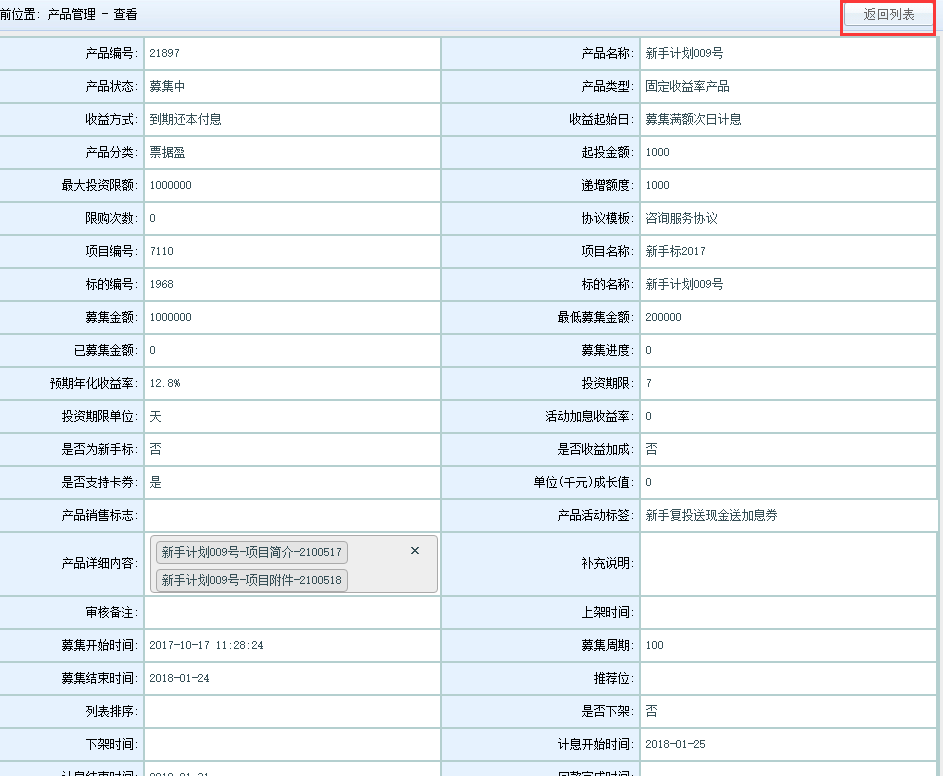 前位置: 产品管理 - 查看
返回列表
产品编号: 21897 产品名称: 新手计划009号
产品状态: 募集中 产品类型: 固定收益率产品
收益方式: 到期还本付息 收益起始日: 募集满额次日计息
产品分类: 票据盈 起投金额: 1000
最大投资限额: 1000000 递增额度: 1000
限购次数: 0 协议模板: 咨询服务协议
项目编号: 7110 项目名称: 新手标2017
标的编号: 1968 标的名称: 新手计划009号
募集金额: 1000000 最低募集金额: 200000
已募集金额: 0 募集进度: 0
预期年化收益率: 12.8% 投资期限: 7
投资期限单位: 天 活动加息收益率: 0
是否为新手标: 否 是否收益加成: 否
是否支持卡券: 是 单位(千元)成长值: 0
产品销售标志: 产品活动标签: 新手复投送现金送加息券
产品详细内容: 新手计划009号-项目简介-2100517 × 补充说明:
新手计划009号-项目附件-2100518
审核备注: 上架时间:
募集开始时间: 2017-10-17 11:28:24 募集周期: 100
募集结束时间: 2018-01-24 推荐位:
列表排序: 是否下架: 否
下架时间: 计息开始时间: 2018-01-25
计息结束时间: 2018-01-31